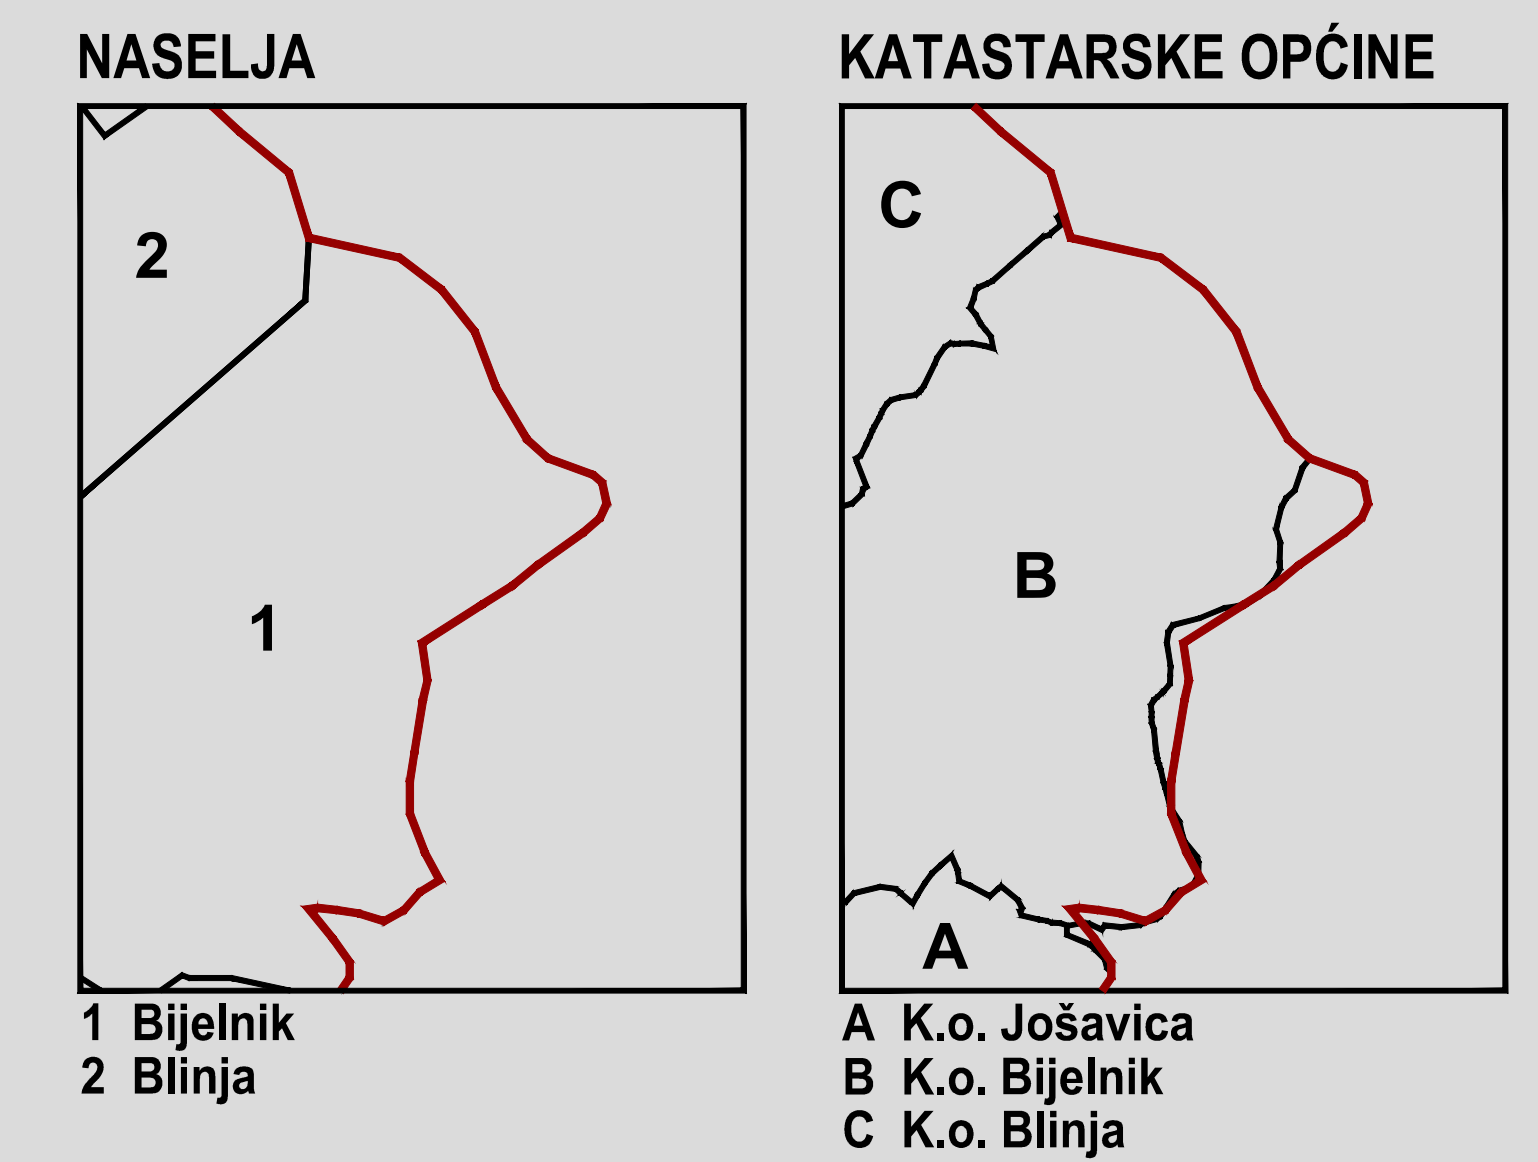 NASELJA
2
1
1 Bijelnik
2 Blinja
KATASTARSKE OPĆINE
C
B
A
A K.o. Jošavica
B K.o. Bijelnik
C K.o. Blinja